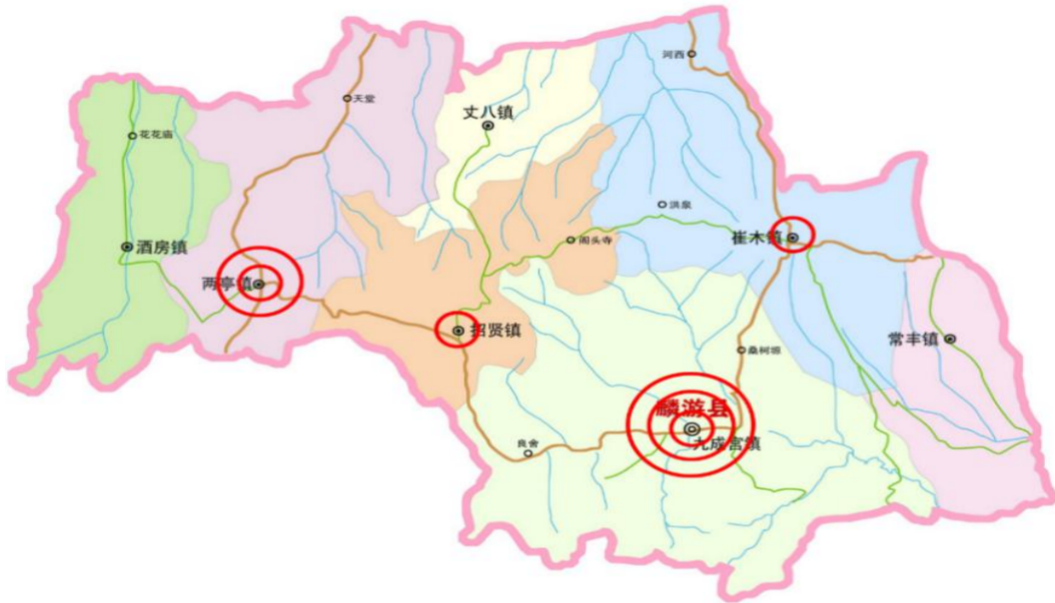 河西
天堂
丈八镇
花花庙
洪泉
酒房镇
崔木镇
阁头寺
两亭镇
招贤镇
常丰镇
桑树塬
麟游县
九成宫镇
良舍